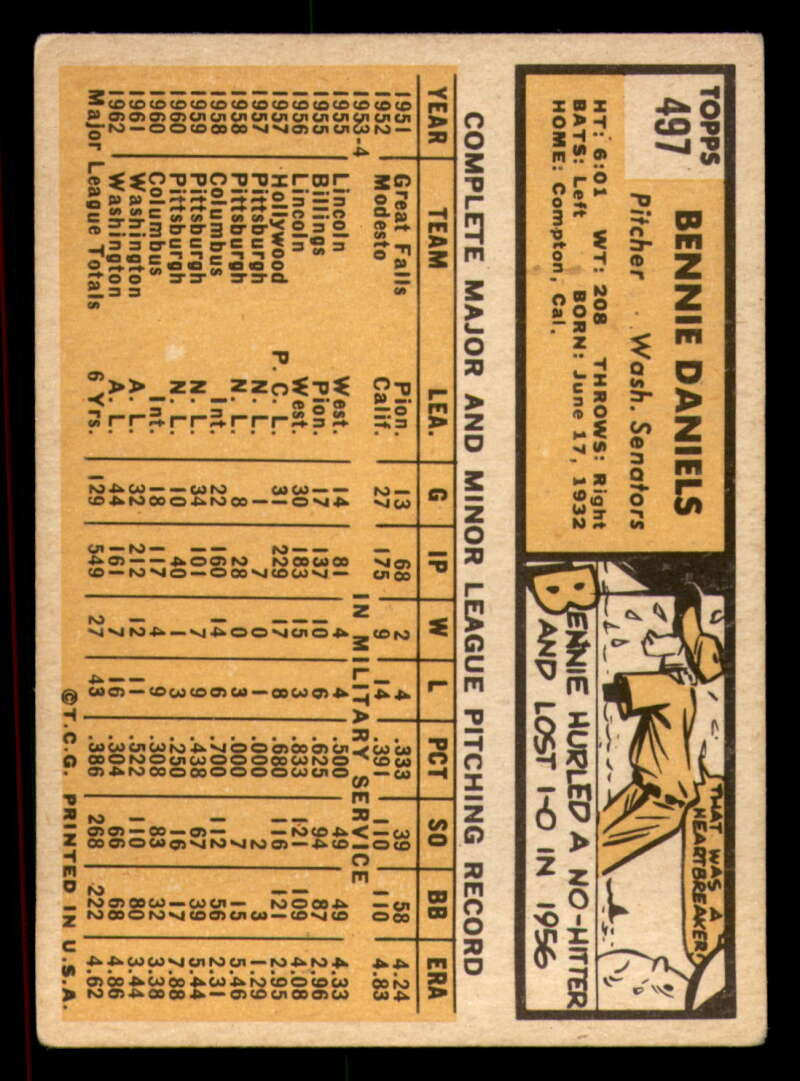 TOPPS
497
BENNIE DANIELS
Pitcher · Wash. Senators
HT: 6:01 WT: 208 THROWS: Right
BATS: Left BORN: June 17, 1932
HOME: Compton, Cal.
THAT WAS A
HEARTBREAKER!
BENNIE HURLED A NO-HITTER
AND LOST 1-0 IN 1956
COMPLETE MAJOR AND MINOR LEAGUE PITCHING RECORD
YEAR TEAM LEA. G IP W L PCT SO BB ERA
1951 Great Falls Pion. 13 68 2 4 .333 39 58 4.24
1952 Modesto Calif. 27 175 9 14 .391 110 110 4.83
1953-4 IN MILITARY SERVICE
1955 Lincoln West. 14 81 4 4 .500 49 49 4.33
1955 Billings Pion. 17 137 10 6 .625 94 87 2.96
1956 Lincoln West. 30 183 15 3 .833 121 109 4.08
1957 Hollywood P. C. L. 31 229 17 8 .680 116 121 2.95
1957 Pittsburgh N. L. 1 7 0 1 .000 2 3 1.29
1958 Pittsburgh N. L. 8 28 0 3 .000 7 15 5.46
1958 Columbus Int. 22 160 14 6 .700 112 56 2.31
1959 Pittsburgh N. L. 34 101 7 9 .438 67 39 5.44
1960 Pittsburgh N. L. 10 40 1 3 .250 16 17 7.88
1960 Columbus Int. 18 117 4 9 .308 83 32 3.38
1961 Washington A. L. 32 212 12 11 .522 110 80 3.44
1962 Washington A. L. 44 161 7 16 .304 66 68 4.86
Major League Totals 6 Yrs. 129 549 27 43 .386 268 222 4.62
©T.C.G. PRINTED IN U.S.A.